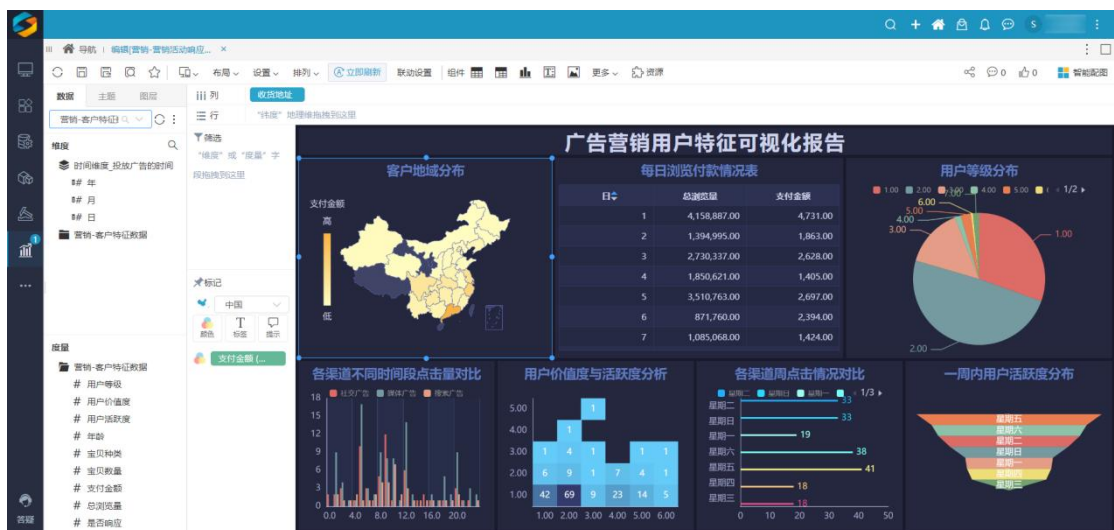 S
导航
编辑[营销-营销活动响应... ×
布局
设置
排列
立即刷新
联动设置
组件
更多
资源
0
0
智能配图
数据
主题
图层
列
收货地址
营销-客户特征
行
"纬度" 地理维拖拽到这里
维度
筛选
"维度" 或 "度量" 字
段拖拽到这里
时间维度_投放广告的时间
年
月
日
营销-客户特征数据
标记
中国
颜色
T
标签
提示
支付金额 (...
度量
营销-客户特征数据
# 用户等级
# 用户价值度
# 用户活跃度
# 年龄
# 宝贝种类
# 宝贝数量
# 支付金额
# 总浏览量
# 是否响应
1
答疑
广告营销用户特征可视化报告
客户地域分布
支付金额
高
低
每日浏览付款情况表
日 总浏览量 支付金额
1 4,158,887.00 4,731.00
2 1,394,995.00 1,863.00
3 2,730,337.00 2,628.00
4 1,850,621.00 1,405.00
5 3,510,763.00 2,697.00
6 871,760.00 2,394.00
7 1,085,068.00 1,424.00
用户等级分布
1.00 2.00 3.00 4.00 5.00 1/2
7.00
6.00
5.00
4.00
3.00
1.00
2.00
各渠道不同时间段点击量对比
社交广告 媒体广告 搜索广告
18
15
12
9
6
3
0
0.0 4.0 8.0 12.0 16.0 20.0
用户价值度与活跃度分析
5.00 1
4.00 1
3.00 1 4 1 1 1
2.00 6 9 1 7 4 1
1.00 42 69 9 23 14 5
1.00 2.00 3.00 4.00 5.00 6.00
各渠道周点击情况对比
星期二 星期日 星期一 1/3
星期二 33
星期日 33
星期一 19
星期六 38
星期五 41
星期四 18
星期三 18
0 10 20 30 40 50
一周内用户活跃度分布
星期五
星期六
星期二
星期日
星期一
星期四
星期三